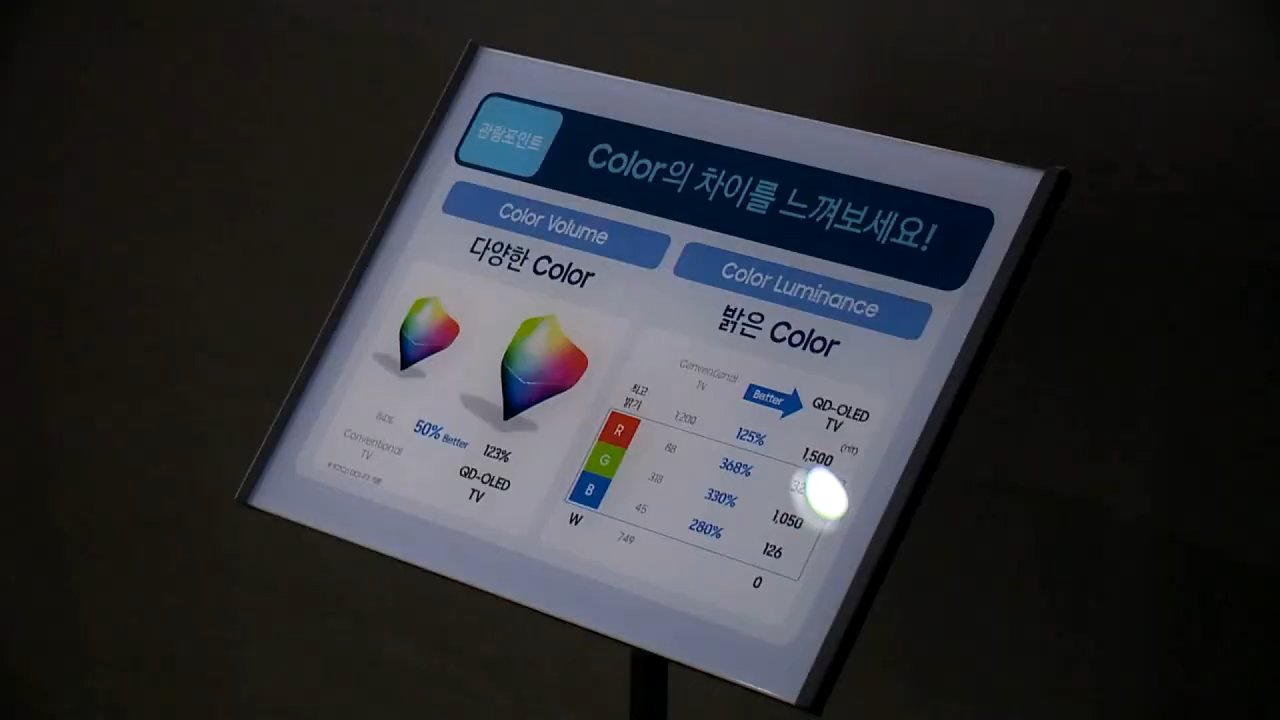 관람포인트
Color의 차이를 느껴보세요!
Color Volume
다양한 Color
84%
50% Better
123%
Conventional
TV
QD-OLED
TV
Color Luminance
밝은 Color
Conventional
TV
Better
QD-OLED
TV
최고
밝기
1,200
125%
1,500
(nit)
R
68
368%
G
318
330%
1,050
B
45
280%
126
W
749
0